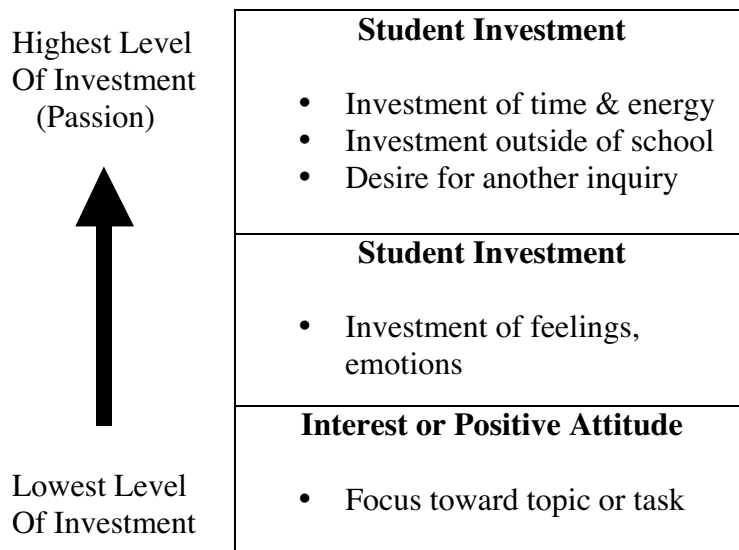 Highest Level
Of Investment
(Passion)
Student Investment
• Investment of time & energy
• Investment outside of school
• Desire for another inquiry
Student Investment
• Investment of feelings,
emotions
Interest or Positive Attitude
• Focus toward topic or task
Lowest Level
Of Investment